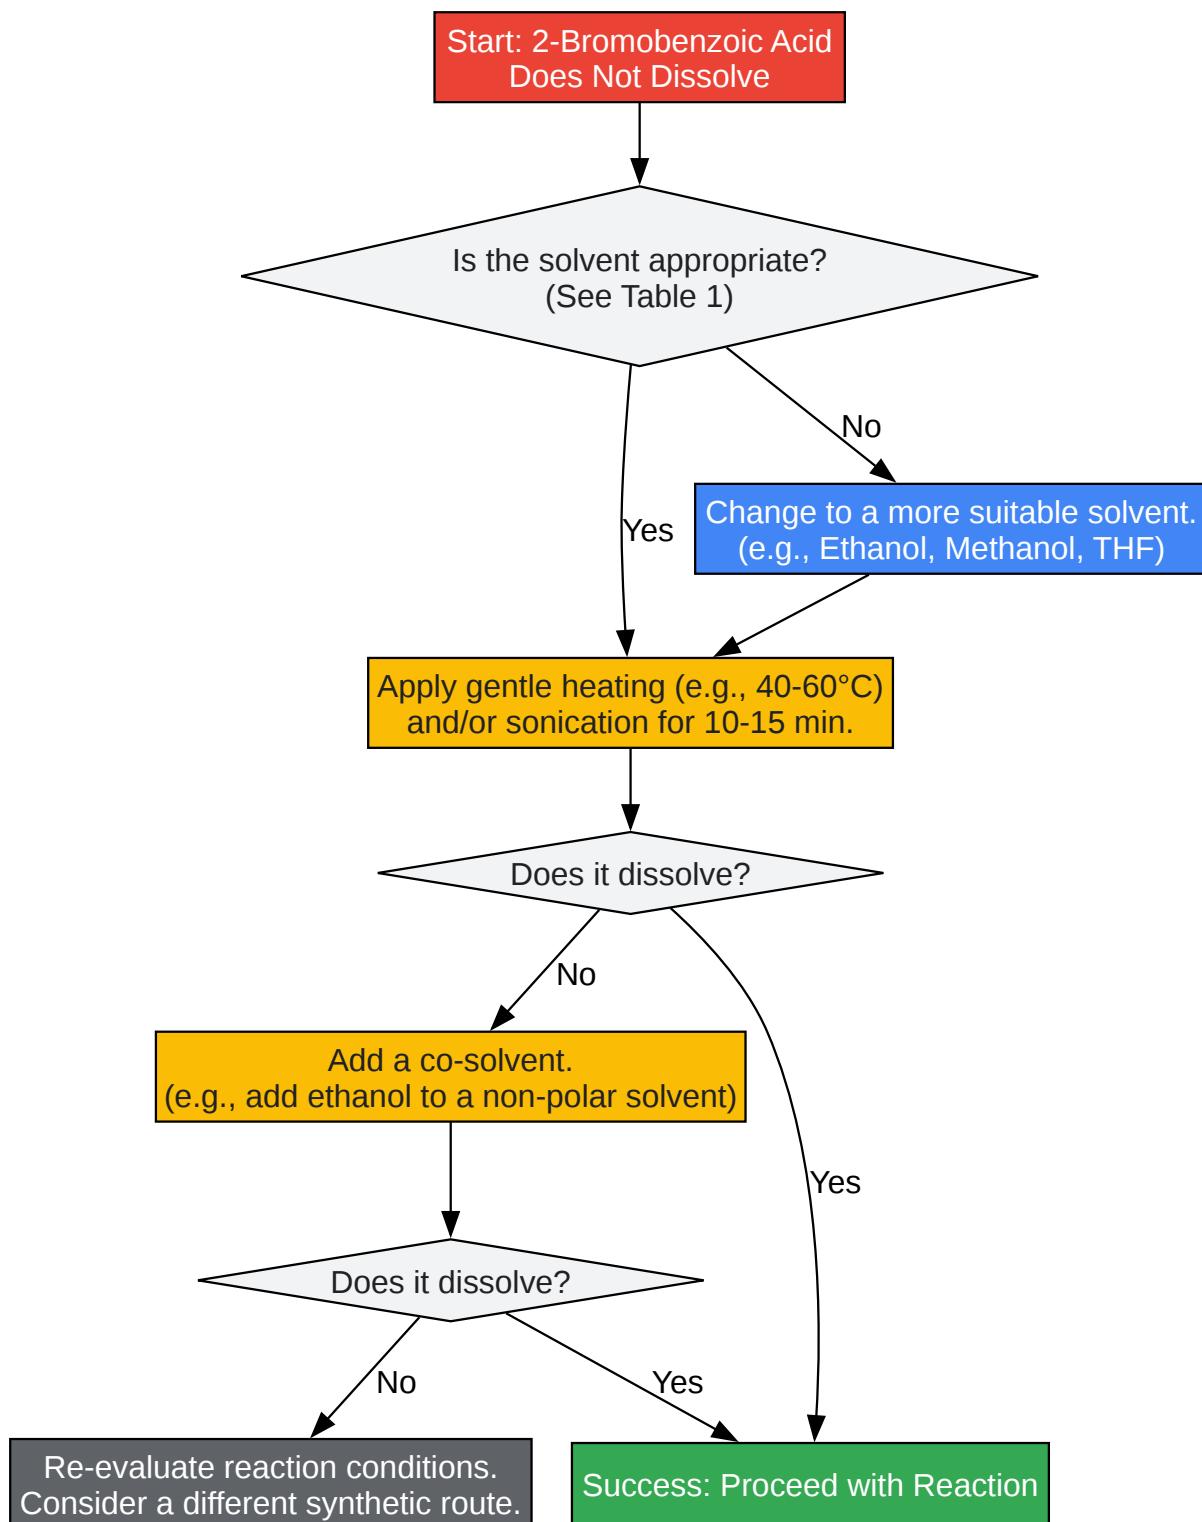 Start: 2-Bromobenzoic Acid
Does Not Dissolve
Is the solvent appropriate?
(See Table 1)
No
Change to a more suitable solvent.
(e.g., Ethanol, Methanol, THF)
Yes
Apply gentle heating (e.g., 40-60°C)
and/or sonication for 10-15 min.
Does it dissolve?
No
Add a co-solvent.
(e.g., add ethanol to a non-polar solvent)
Yes
Does it dissolve?
No
Yes
Re-evaluate reaction conditions.
Consider a different synthetic route.
Success: Proceed with Reaction